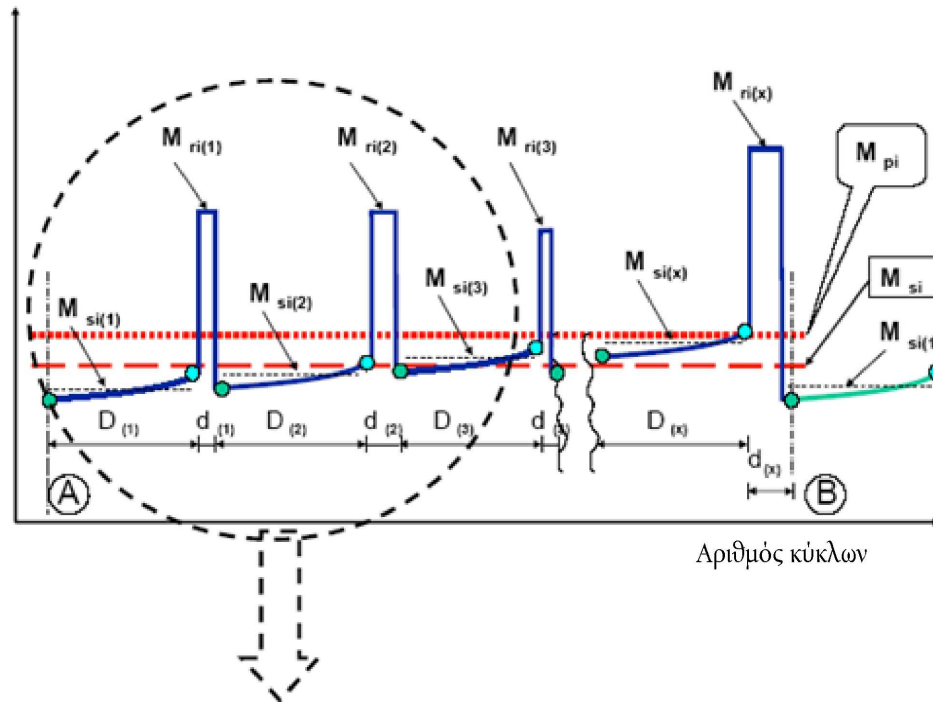 M ri(x)
M ri(1)
M ri(2)
M ri(3)
M pi
M si(3)
M si(x)
M si
M si(2)
M si(1)
M si(1
D (1)
d (1)
D (2)
d (2)
D (3)
D (x)
d (x)
A
B
Αριθμός κύκλων